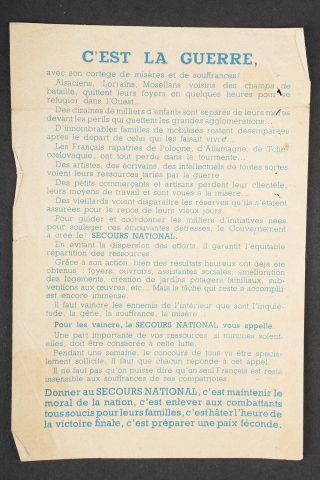 C'EST LA GUERRE,
avec son cortège de misères et de souffrances!
Alsaciens, Lorrains, Mosellans voisins des champs de
bataille, quittent leurs foyers en quelques heures pour se
réfugier dans l'Ouest...
Des dizaines de milliers d'enfants sont séparés de leurs mères
devant les périls qui guettent les grandes agglomérations...
D'innombrables familles de mobilisés restent désemparées
après le départ de celui qui les faisait vivre...
Les Français rapatriés de Pologne, d'Allemagne, de Tché-
coslovaquie, ont tout perdu dans la tourmente...
Des artistes, des écrivains, des intellectuels de toutes sortes
voient leurs ressources taries par la guerre.
Des petits commerçants et artisans perdent leur clientèle,
leurs moyens de travail et sont voués à la misère...
Des vieillards voient disparaître les réserves qu'ils s'étaient
assurées pour le repos de leurs vieux jours...
Pour guider et coordonner les milliers d'initiatives nées
pour soulager ces émouvantes détresses, le Gouvernement
a créé le SECOURS NATIONAL.
En évitant la dispersion des efforts, il garantit l'équitable
répartition des ressources.
Grâce à son action, bien des résultats heureux ont déjà été
obtenus : foyers, ouvroirs, assistantes sociales, amélioration
des logements, création de jardins potagers familiaux, sub-
ventions aux œuvres, etc... Mais la tâche qui reste à accomplir
est encore immense.
Il faut vaincre les ennemis de l'intérieur que sont l'inquié-
tude, la gêne, la souffrance, la misère...
Pour les vaincre, le SECOURS NATIONAL vous appelle.
Une part importante de vos ressources, si minimes soient-
elles, doit être consacrée à cette lutte.
Pendant une semaine, le concours de tous va être spécia-
lement sollicité. Il faut que chacun réponde à cet appel.
Il ne faut pas qu'on puisse dire qu'un seul Français est resté
insensible aux souffrances de ses compatriotes.
Donner au SECOURS NATIONAL, c'est maintenir le
moral de la nation, c'est enlever aux combattants
tous soucis pour leurs familles, c'est hâter l'heure de
la victoire finale, c'est préparer une paix féconde.